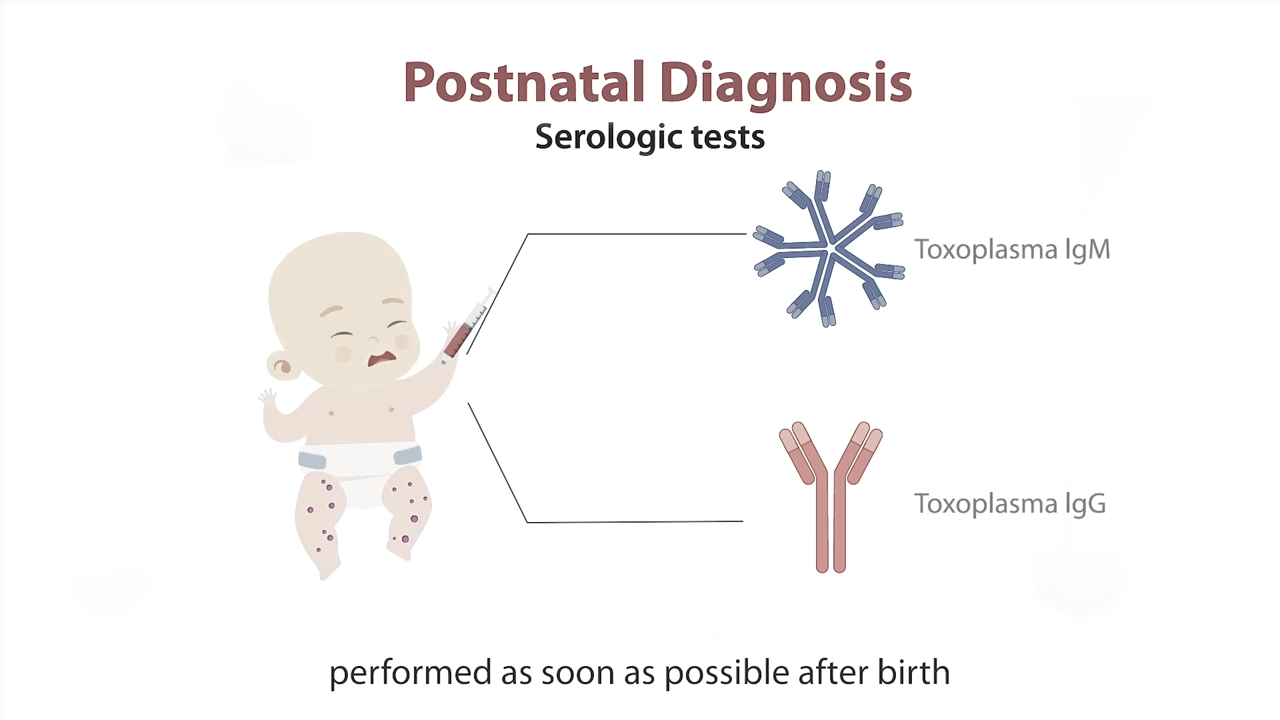 Postnatal Diagnosis
Serologic tests
Toxoplasma IgM
Toxoplasma IgG
performed as soon as possible after birth